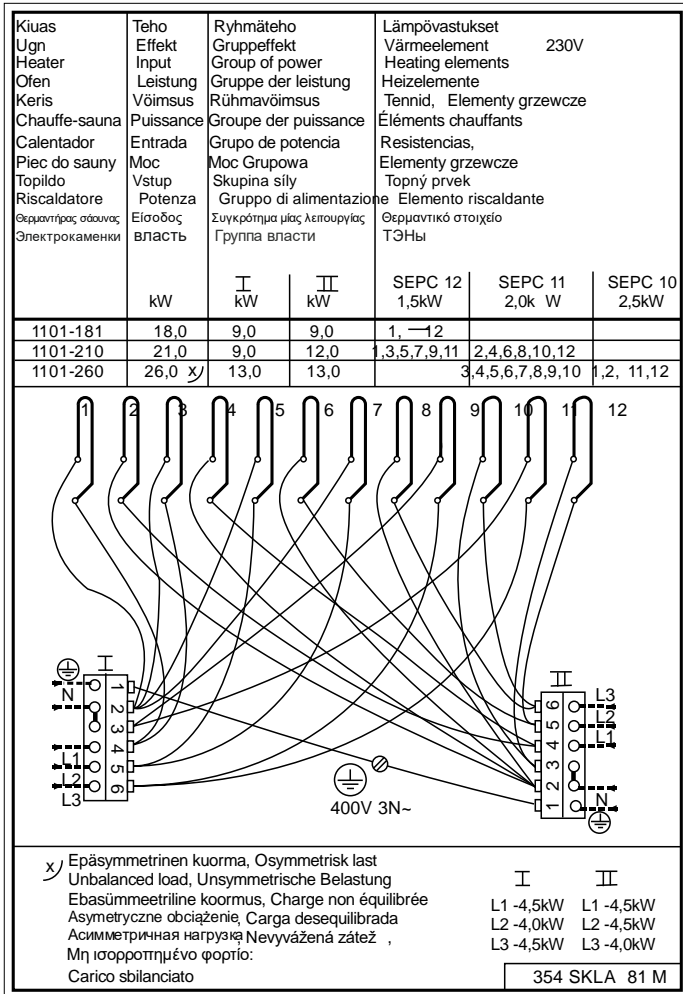 Kiuas Teho Ryhmäteho Lämpövastukset
Ugn Effekt Gruppeffekt Värmeelement 230V
Heater Input Group of power Heating elements
Ofen Leistung Gruppe der leistung Heizelemente
Keris Vöimsus Rühmavöimsus Tennid, Elementy grzewcze
Chauffe-sauna Puissance Groupe der puissance Éléments chauffants
Calentador Entrada Grupo de potencia Resistencias,
Piec do sauny Moc Moc Grupowa Elementy grzewcze
Topildo Vstup Skupina síly Topný prvek
Riscaldatore Potenza Gruppo di alimentazione Elemento riscaldante
Θερμαντήρας σάουνας Είσοδος Συγκρότημα μίας λειτουργίας Θερμαντικό στοιχείο
Электрокаменки власть Группа власти ТЭНы
I II SEPC 12 SEPC 11 SEPC 10
kW kW kW 1,5kW 2,0k W 2,5kW
1101-181 18,0 9,0 9,0 1, 12
1101-210 21,0 9,0 12,0 1,3,5,7,9,11 2,4,6,8,10,12
1101-260 26,0 x) 13,0 13,0 3,4,5,6,7,8,9,10 1,2, 11,12
1 2 3 4 5 6 7 8 9 10 11 12
I
N
1
2
3
4
5
6
L1
L2
L3
400V 3N~
II
6
5
4
3
2
1
L3
L2
L1
N
x) Epäsymmetrinen kuorma, Osymmetrisk last
Unbalanced load, Unsymmetrische Belastung
Ebasümmeetriline koormus, Charge non équilibrée
Asymetryczne obciążenie, Carga desequilibrada
Асимметричная нагрузка, Nevyvážená zátež ,
Μη ισορροπημένο φορτίο:
Carico sbilanciato
I II
L1 -4,5kW L1 -4,5kW
L2 -4,0kW L2 -4,5kW
L3 -4,5kW L3 -4,0kW
354 SKLA 81 M